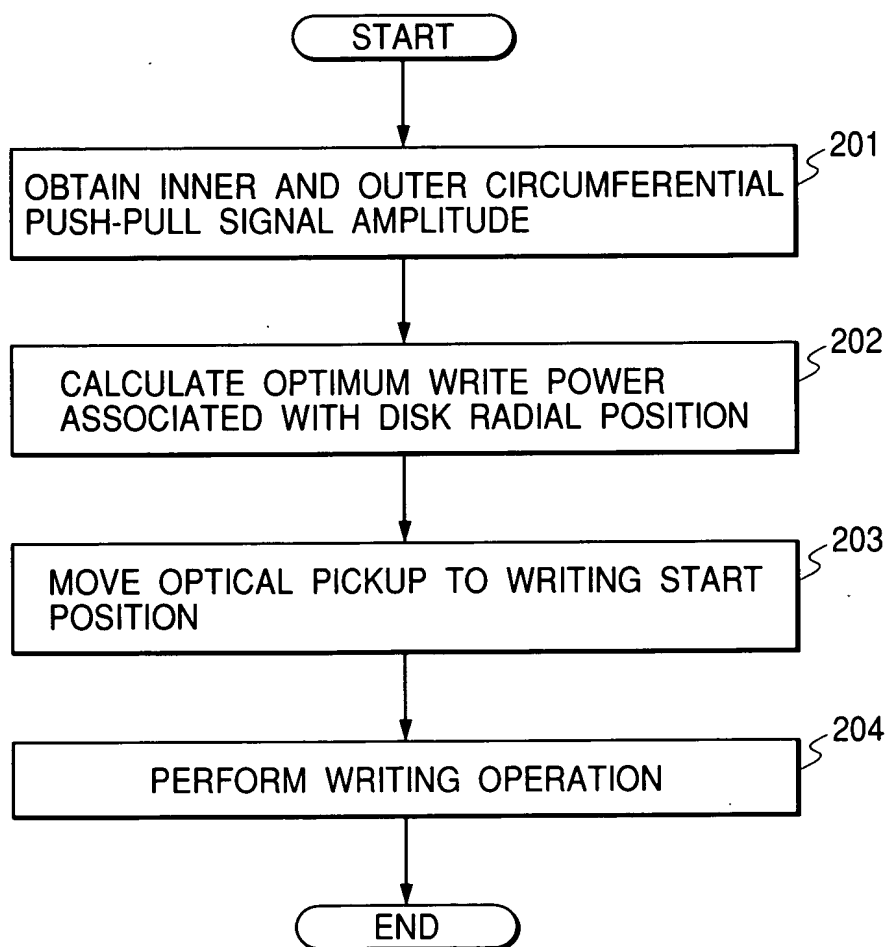 START
201
OBTAIN INNER AND OUTER CIRCUMFERENTIAL
PUSH-PULL SIGNAL AMPLITUDE
202
CALCULATE OPTIMUM WRITE POWER
ASSOCIATED WITH DISK RADIAL POSITION
203
MOVE OPTICAL PICKUP TO WRITING START
POSITION
204
PERFORM WRITING OPERATION
END